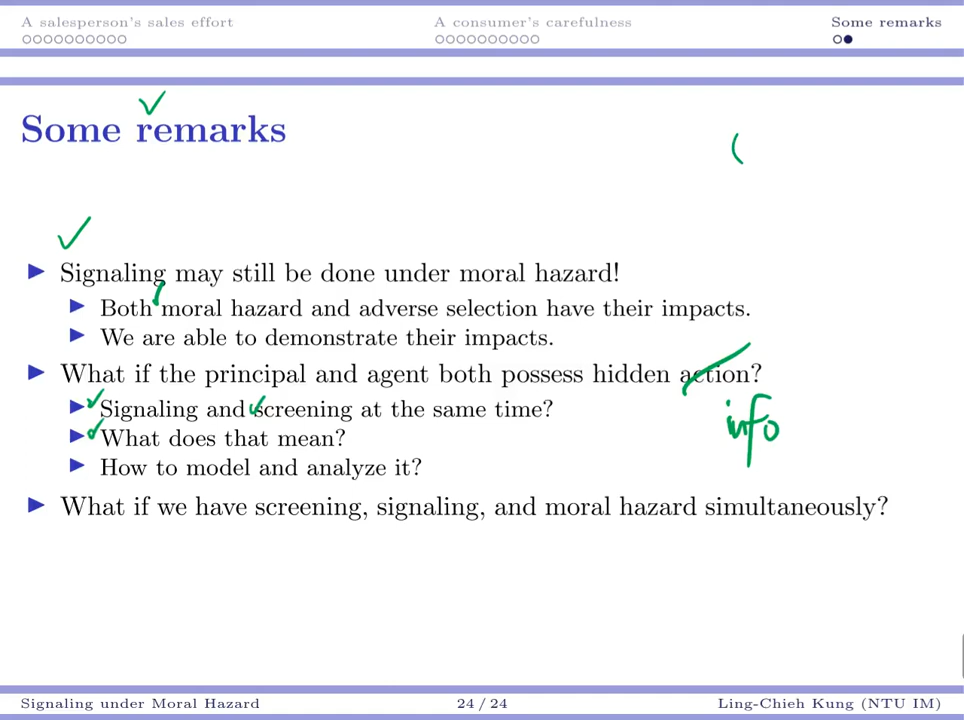 A salesperson's sales effort A consumer's carefulness Some remarks
Some remarks
Signaling may still be done under moral hazard!
Both moral hazard and adverse selection have their impacts.
We are able to demonstrate their impacts.
What if the principal and agent both possess hidden action?
info
Signaling and screening at the same time?
What does that mean?
How to model and analyze it?
What if we have screening, signaling, and moral hazard simultaneously?
Signaling under Moral Hazard 24 / 24 Ling-Chieh Kung (NTU IM)